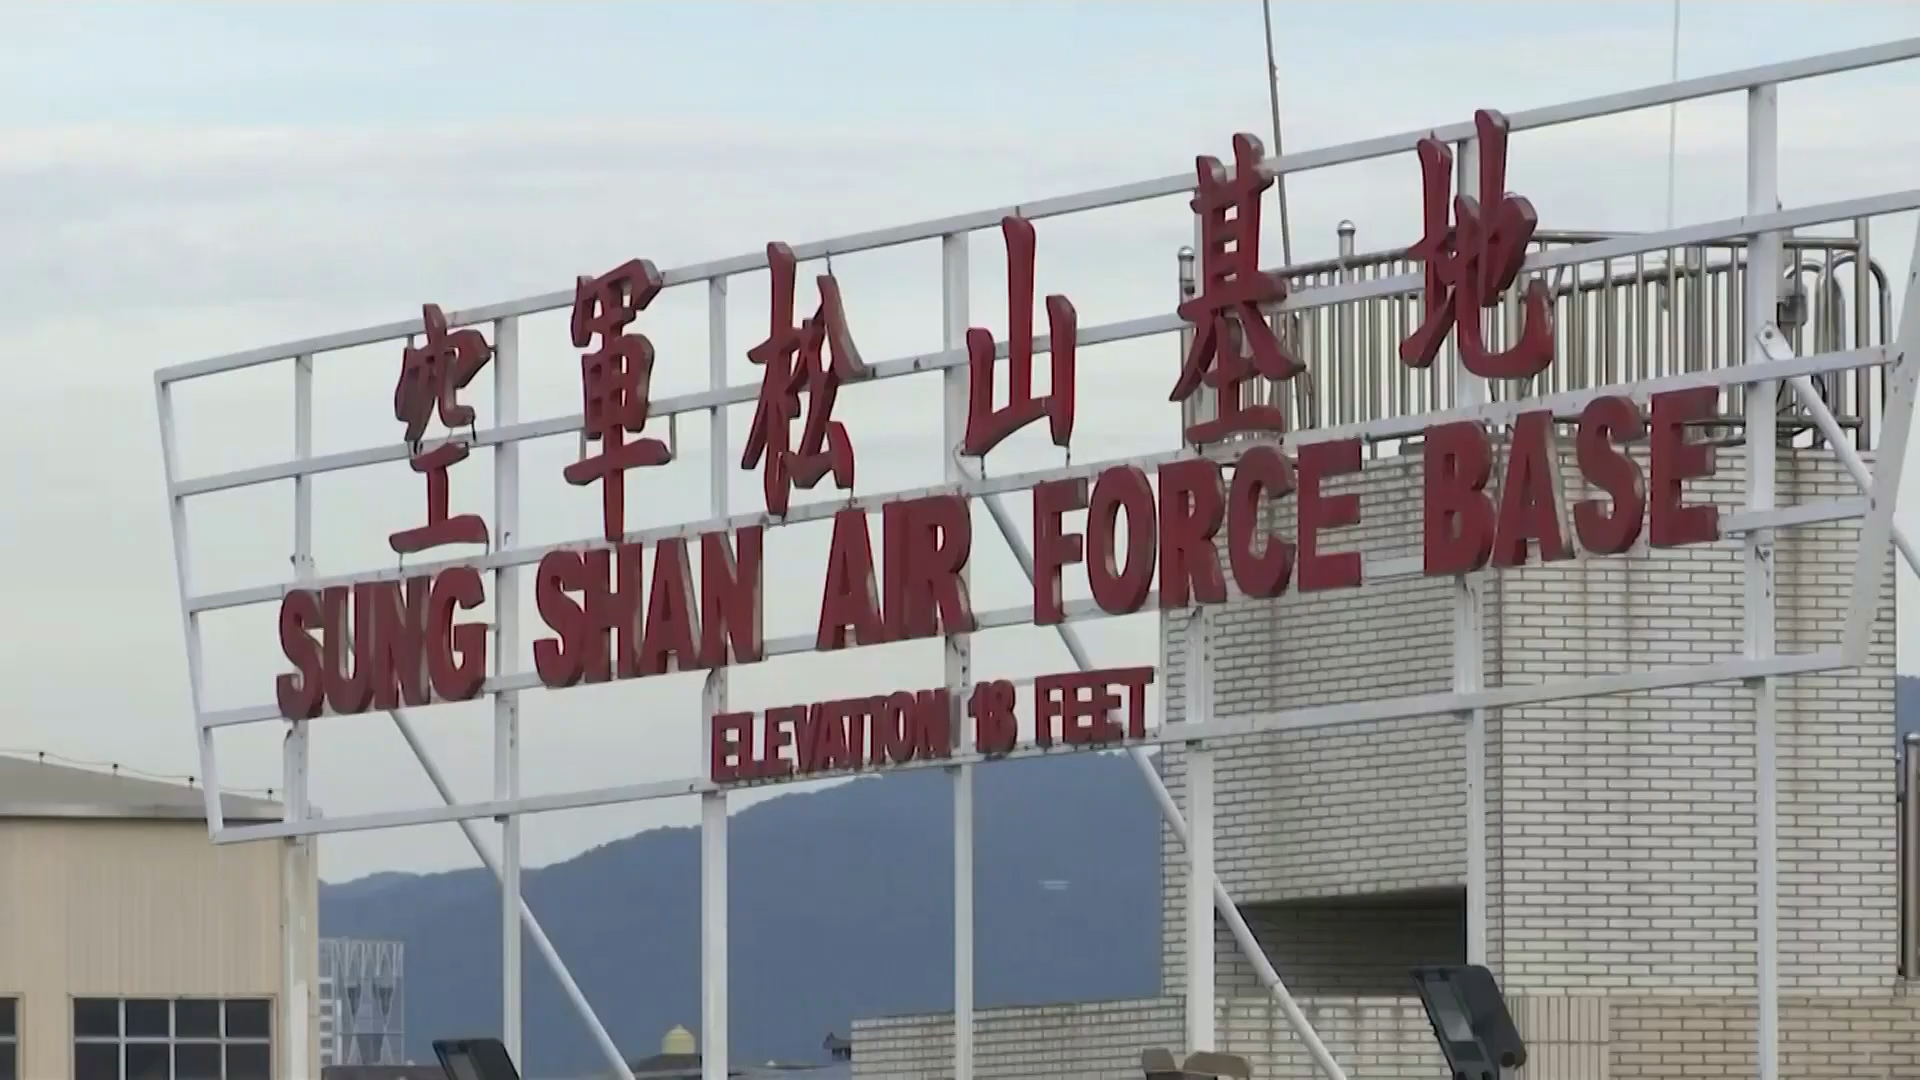 空軍松山基地
SUNG SHAN AIR FORCE BASE
ELEVATION 18 FEET